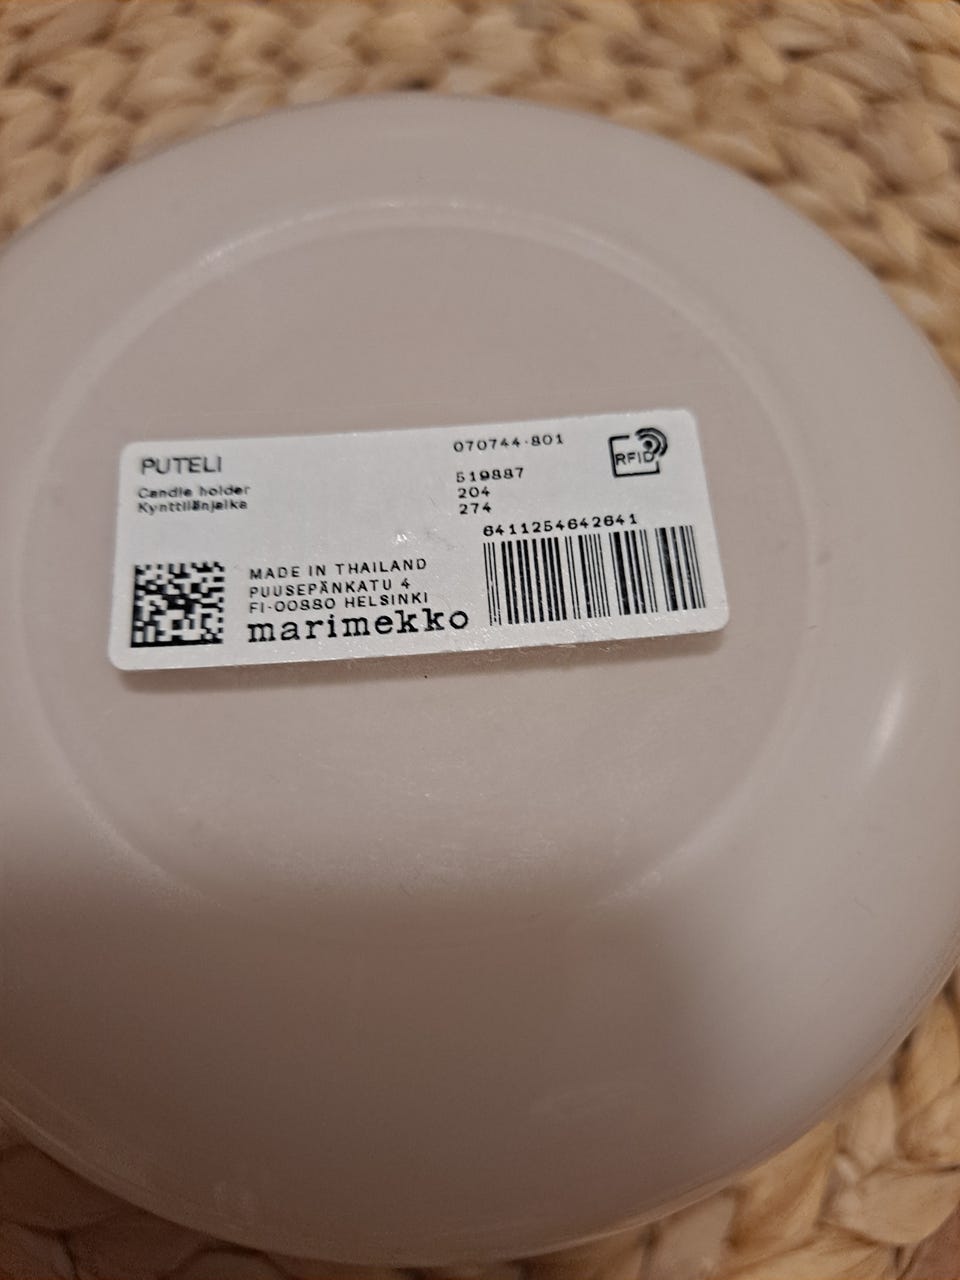 PUTELI
Candle holder
Kynttilänjalka
070744-801
519887
204
274
RFID
6411254642641
MADE IN THAILAND
PUUSEPÄNKATU 4
FI-00880 HELSINKI
marimekko